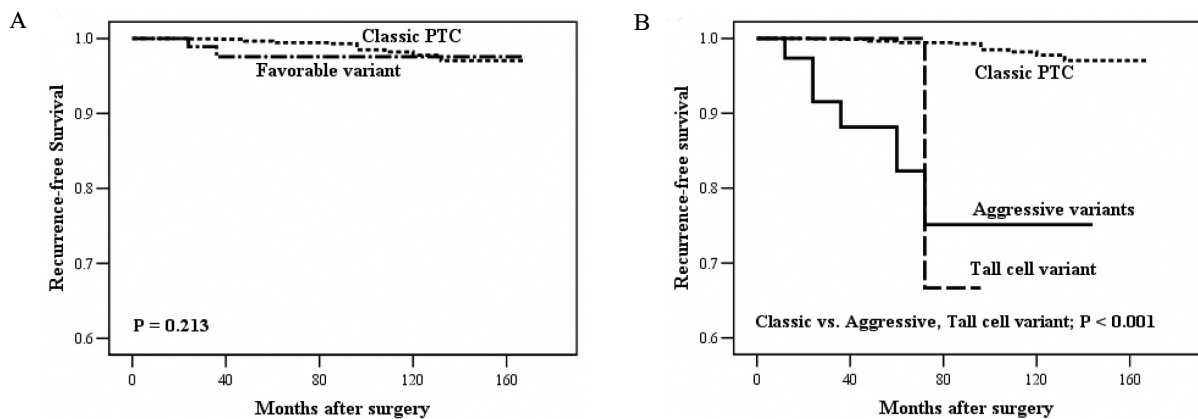 A
Recurrence-free Survival
1.0
0.9
0.8
0.7
0.6
Classic PTC
Favorable variant
P = 0.213
0
40
80
120
160
Months after surgery
B
Recurrence-free survival
1.0
0.9
0.8
0.7
0.6
Classic PTC
Aggressive variants
Tall cell variant
Classic vs. Aggressive, Tall cell variant; P < 0.001
0
40
80
120
160
Months after surgery